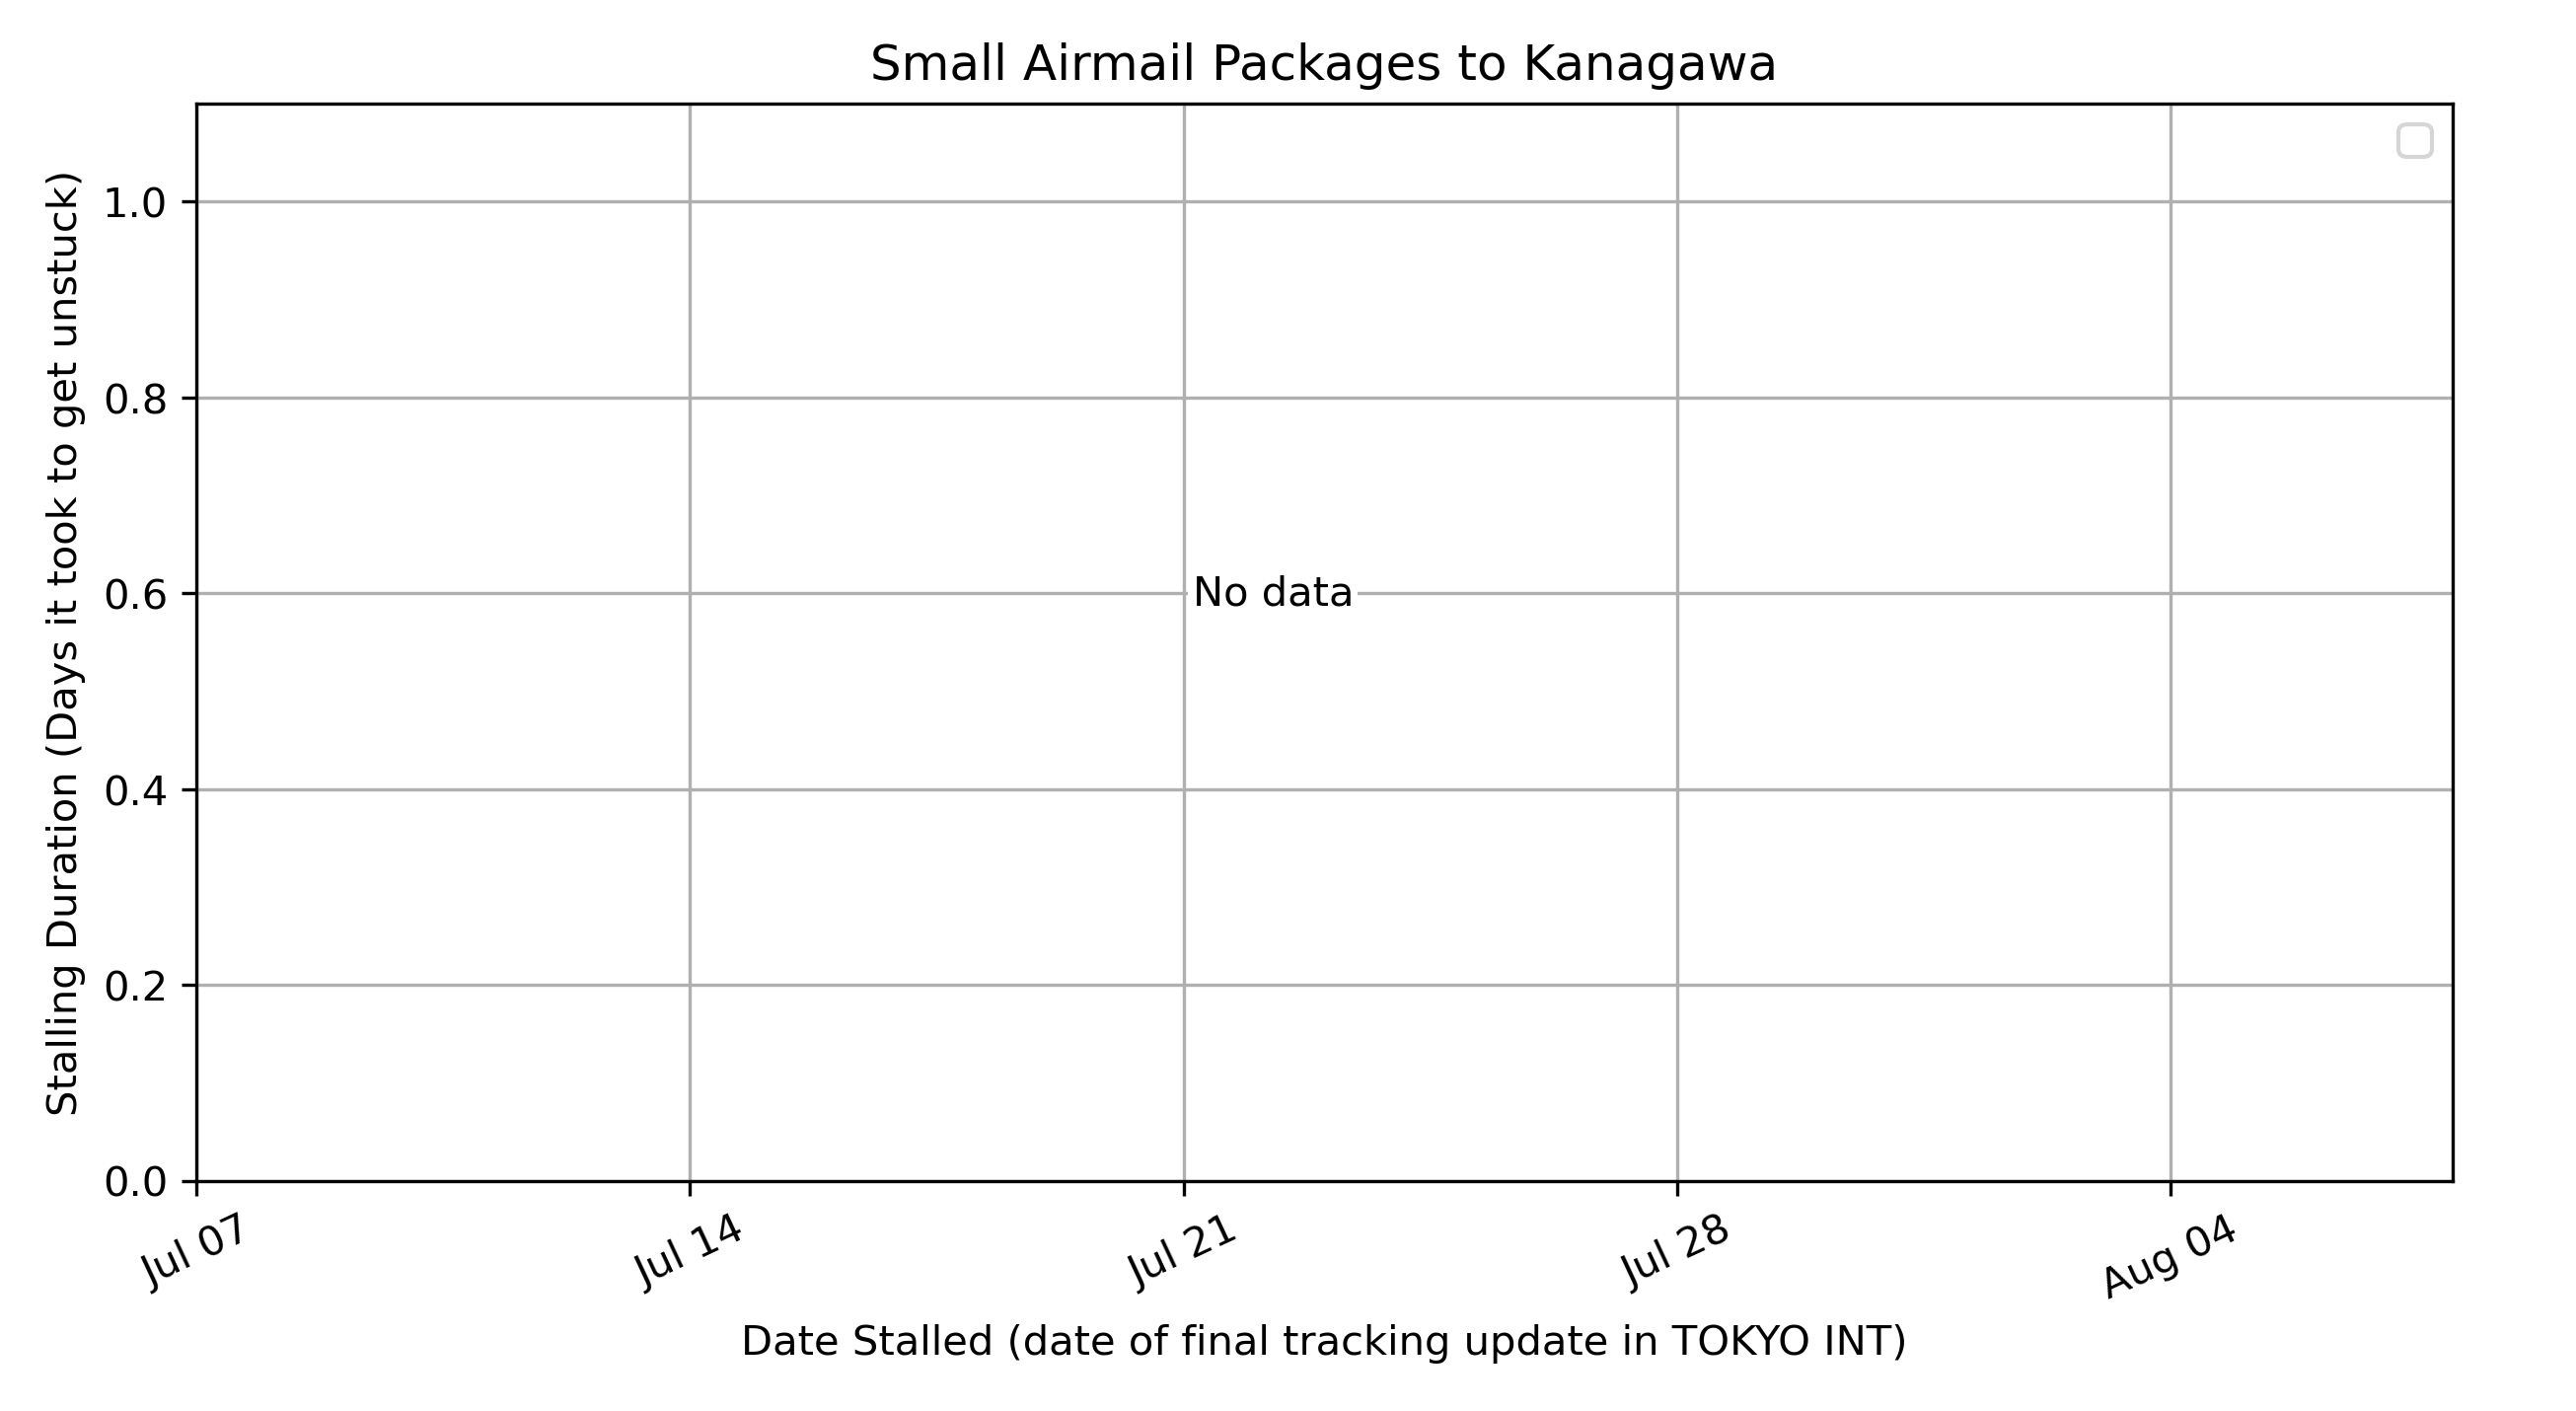 Small Airmail Packages to Kanagawa
Stalling Duration (Days it took to get unstuck)
1.0
0.8
0.6
0.4
0.2
0.0
No data
Jul 07
Jul 14
Jul 21
Jul 28
Aug 04
Date Stalled (date of final tracking update in TOKYO INT)